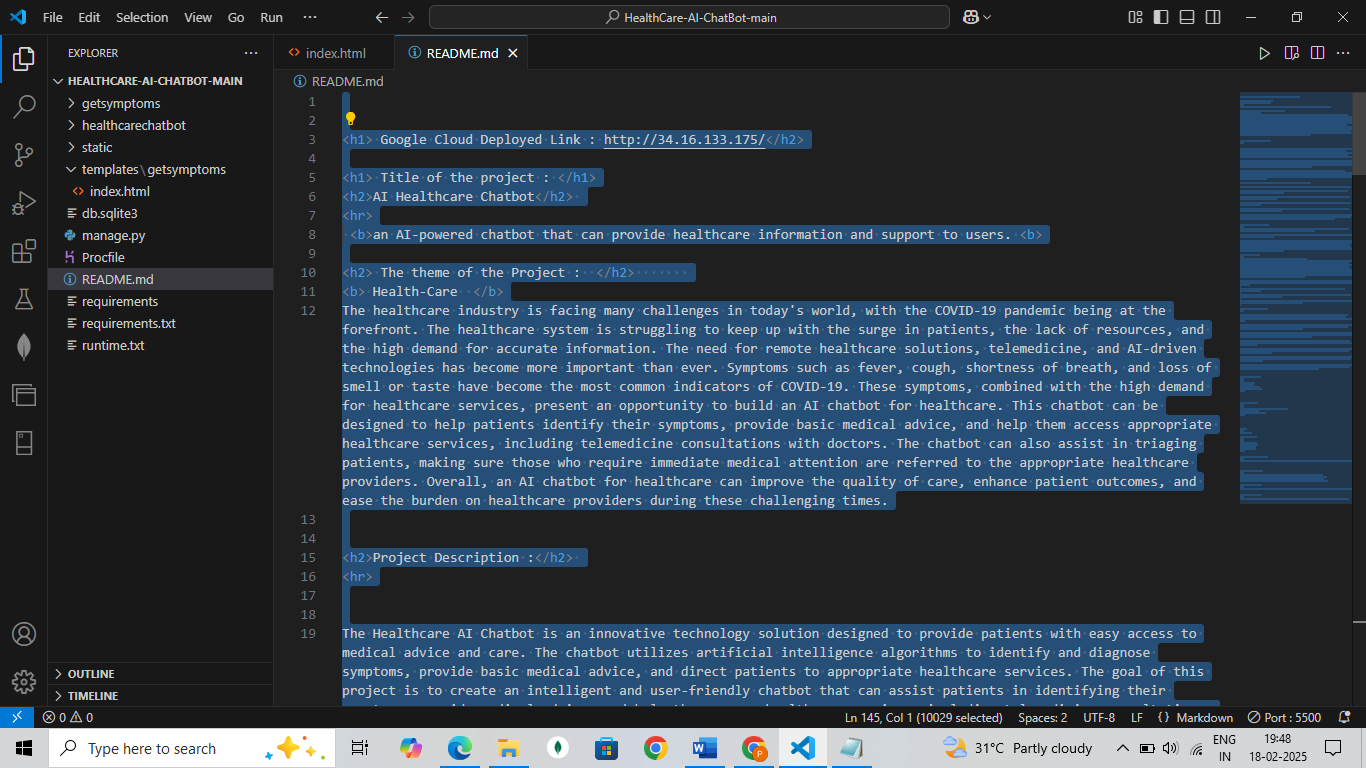 File Edit Selection View Go Run ··· HealthCare-AI-ChatBot-main
EXPLORER ···
index.html
README.md
HEALTHCARE-AI-CHATBOT-MAIN
getsymptoms
healthcarechatbot
static
templates\getsymptoms
index.html
db.sqlite3
manage.py
Procfile
README.md
requirements
requirements.txt
runtime.txt
OUTLINE
TIMELINE
README.md
1
2
3 <h1> Google Cloud Deployed Link : http://34.16.133.175/</h2>
4
5 <h1> Title of the project : </h1>
6 <h2>AI Healthcare Chatbot</h2>
7 <hr>
8 <b>an AI-powered chatbot that can provide healthcare information and support to users. <b>
9
10 <h2> The theme of the Project :  </h2>
11 <b> Health-Care  </b>
12 The healthcare industry is facing many challenges in today's world, with the COVID-19 pandemic being at the
forefront. The healthcare system is struggling to keep up with the surge in patients, the lack of resources, and
the high demand for accurate information. The need for remote healthcare solutions, telemedicine, and AI-driven
technologies has become more important than ever. Symptoms such as fever, cough, shortness of breath, and loss of
smell or taste have become the most common indicators of COVID-19. These symptoms, combined with the high demand
for healthcare services, present an opportunity to build an AI chatbot for healthcare. This chatbot can be
designed to help patients identify their symptoms, provide basic medical advice, and help them access appropriate
healthcare services, including telemedicine consultations with doctors. The chatbot can also assist in triaging
patients, making sure those who require immediate medical attention are referred to the appropriate healthcare
providers. Overall, an AI chatbot for healthcare can improve the quality of care, enhance patient outcomes, and
ease the burden on healthcare providers during these challenging times.
13
14
15 <h2>Project Description :</h2>
16 <hr>
17
18
19 The Healthcare AI Chatbot is an innovative technology solution designed to provide patients with easy access to
medical advice and care. The chatbot utilizes artificial intelligence algorithms to identify and diagnose
symptoms, provide basic medical advice, and direct patients to appropriate healthcare services. The goal of this
project is to create an intelligent and user-friendly chatbot that can assist patients in identifying their
0 0 Ln 145, Col 1 (10029 selected) Spaces: 2 UTF-8 LF {} Markdown Port : 5500
Type here to search
31°C Partly cloudy
ENG
IN
19:48
18-02-2025